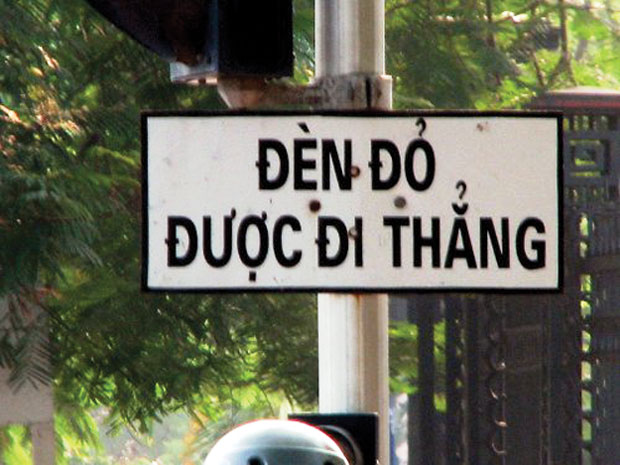 ĐÈN ĐỎ
ĐƯỢC ĐI THẲNG